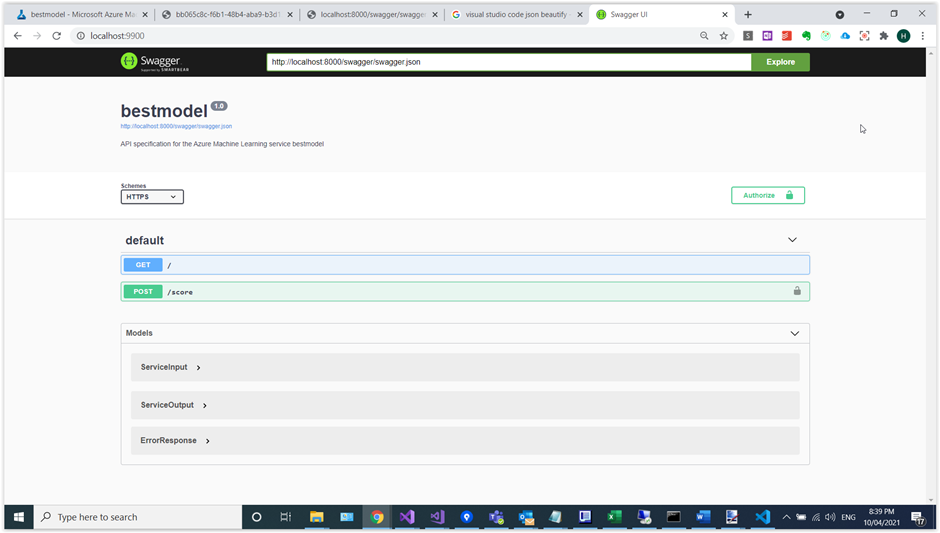 bestmodel - Microsoft Azure Ma
bb065c8c-f6b1-48b4-aba9-b3d1
localhost:8000/swagger/swagger.
visual studio code json beautify -
Swagger UI
localhost:9900
Swagger
Supported by SMARTBEAR
http://localhost:8000/swagger/swagger.json
Explore
bestmodel 1.0
http://localhost:8000/swagger/swagger.json
API specification for the Azure Machine Learning service bestmodel
Schemes
HTTPS
Authorize
default
GET /
POST /score
Models
ServiceInput
ServiceOutput
ErrorResponse
Type here to search
ENG
8:39 PM
10/04/2021
17